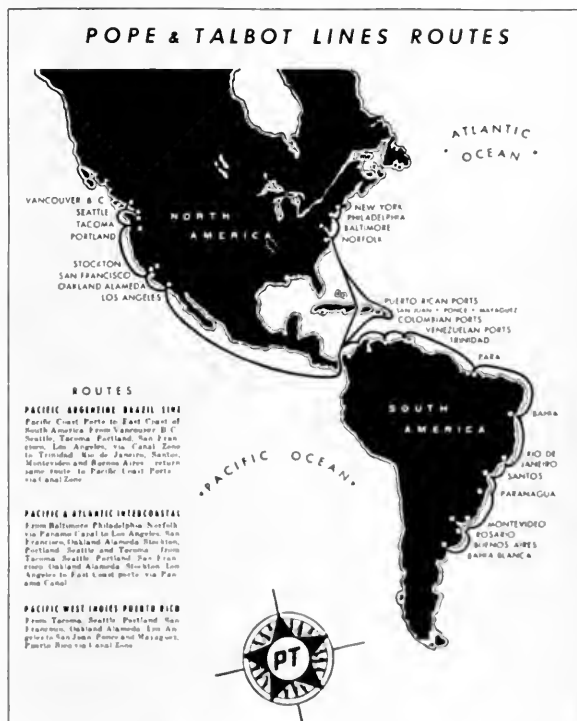 POPE & TALBOT LINES ROUTES
ATLANTIC
OCEAN
VANCOUVER B C
SEATTLE
TACOMA
PORTLAND
NORTH
AMERICA
NEW YORK
PHILADELPHIA
BALTIMORE
NORFOLK
STOCKTON
SAN FRANCISCO
OAKLAND ALAMEDA
LOS ANGELES
PUERTO RICAN PORTS
SAN JUAN • PONCE • MAYAGUEZ
COLOMBIAN PORTS
VENEZUELAN PORTS
TRINIDAD
PARA
SOUTH
AMERICA
BAHIA
RIO DE
JANEIRO
SANTOS
PARANAGUA
MONTEVIDEO
ROSARIO
BUENOS AIRES
BAHIA BLANCA
PACIFIC OCEAN
ROUTES
PACIFIC ARGENTINE BRAZIL LINE
Pacific Coast Ports to East Coast of
South America From Vancouver B C
Seattle, Tacoma Portland, San Fran-
cisco, Los Angeles, via Canal Zone
to Trinidad Rio de Janeiro, Santos,
Montevideo and Buenos Aires return
same route to Pacific Coast Ports
via Canal Zone
PACIFIC & ATLANTIC INTERCOASTAL
From Baltimore Philadelphia Norfolk
via Panama Canal to Los Angeles, San
Francisco, Oakland Alameda Stockton,
Portland Seattle and Tacoma from
Tacoma Seattle Portland San Fran-
cisco Oakland Alameda Stockton Los
Angeles to East Coast ports via Pan-
ama Canal
PACIFIC WEST INDIES PUERTO RICO
From Tacoma, Seattle Portland San
Francisco, Oakland Alameda, Los An-
geles to San Juan Ponce and Mayaguez,
Puerto Rico via Canal Zone
PT